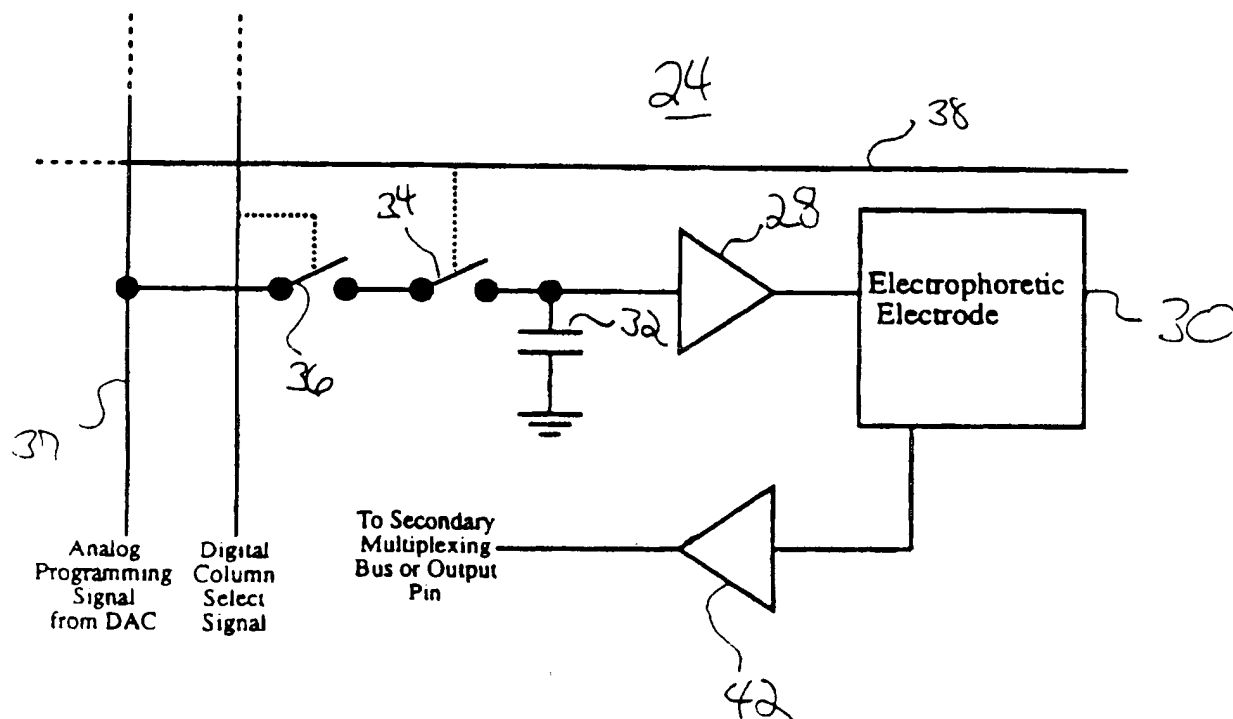 24
38
34
28
Electrophoretic
Electrode
32
30
36
37
To Secondary
Multiplexing
Bus or Output
Pin
Analog
Programming
Signal
from DAC
Digital
Column
Select
Signal
42